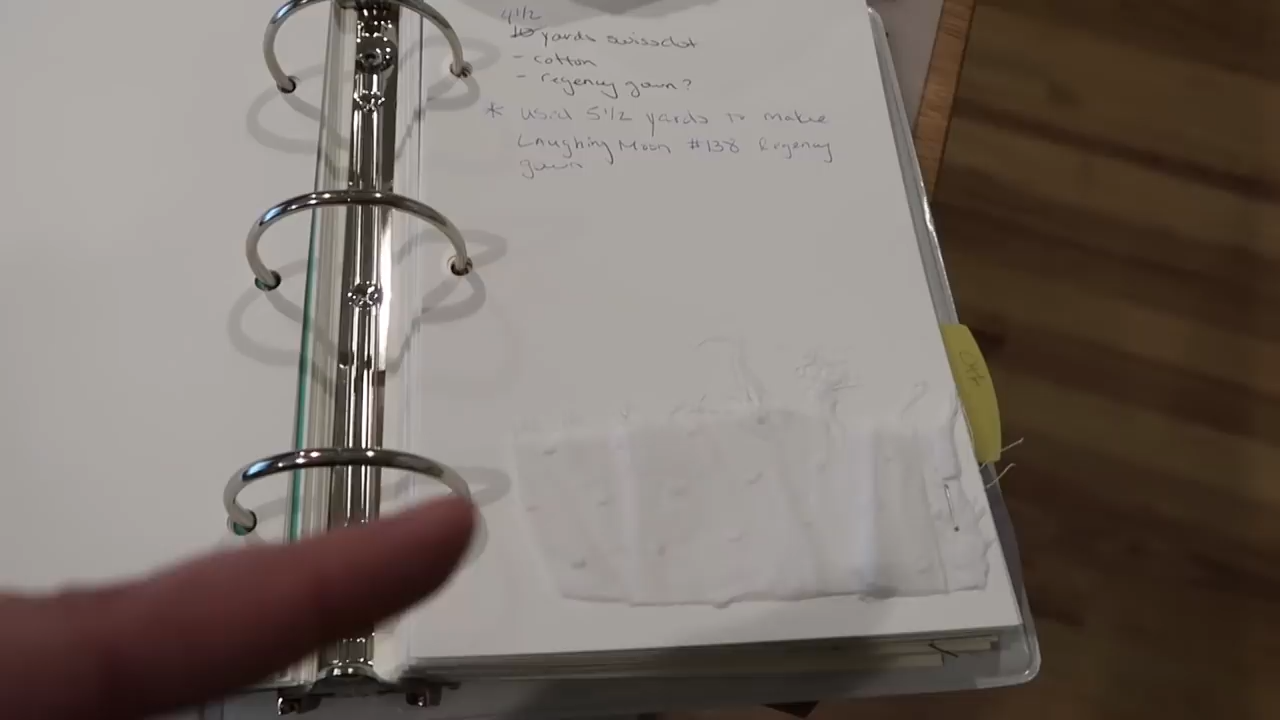 4 1/2
10 yards swissdot
- cotton
- regency gown?
* used 5 1/2 yards to make
Laughing Moon #138 Regency
gown